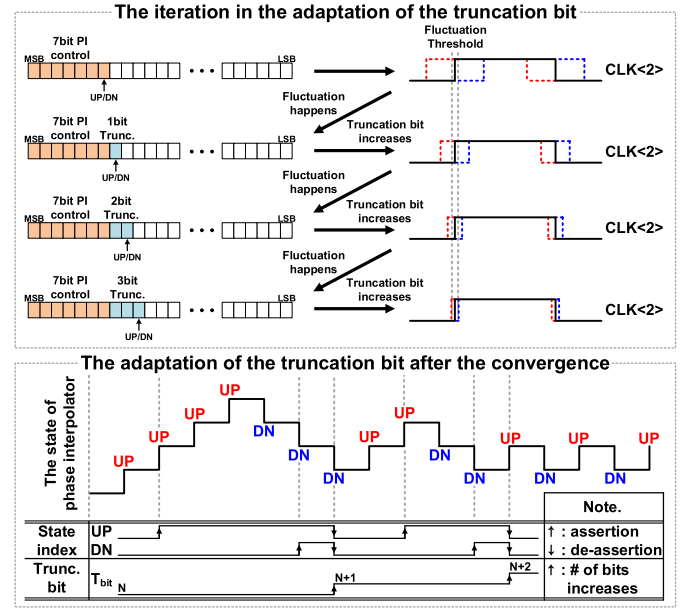 The iteration in the adaptation of the truncation bit
7bit PI
control
MSB
LSB
UP/DN
Fluctuation
Threshold
CLK<2>
Fluctuation
happens
7bit PI
control
1bit
Trunc.
MSB
LSB
UP/DN
Truncation bit
increases
CLK<2>
Fluctuation
happens
7bit PI
control
2bit
Trunc.
MSB
LSB
UP/DN
Truncation bit
increases
CLK<2>
Fluctuation
happens
7bit PI
control
3bit
Trunc.
MSB
LSB
UP/DN
Truncation bit
increases
CLK<2>
The adaptation of the truncation bit after the convergence
The state of
phase interpolator
UP
UP
UP
UP
DN
DN
DN
UP
UP
DN
DN
UP
DN
UP
DN
UP
State
index
UP
DN
Trunc.
bit
Tbit
N
N+1
N+2
Note.
↑ : assertion
↓ : de-assertion
↑ : # of bits
increases